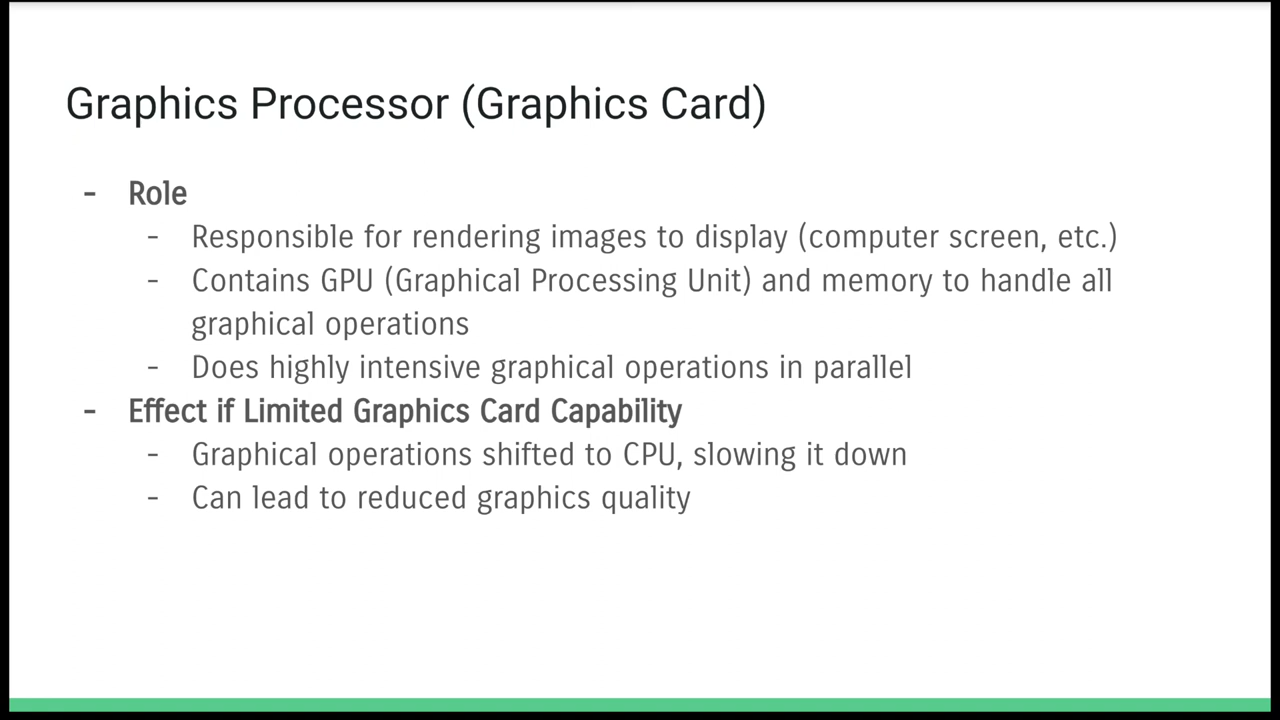 Graphics Processor (Graphics Card)
- Role
- Responsible for rendering images to display (computer screen, etc.)
- Contains GPU (Graphical Processing Unit) and memory to handle all
graphical operations
- Does highly intensive graphical operations in parallel
- Effect if Limited Graphics Card Capability
- Graphical operations shifted to CPU, slowing it down
- Can lead to reduced graphics quality